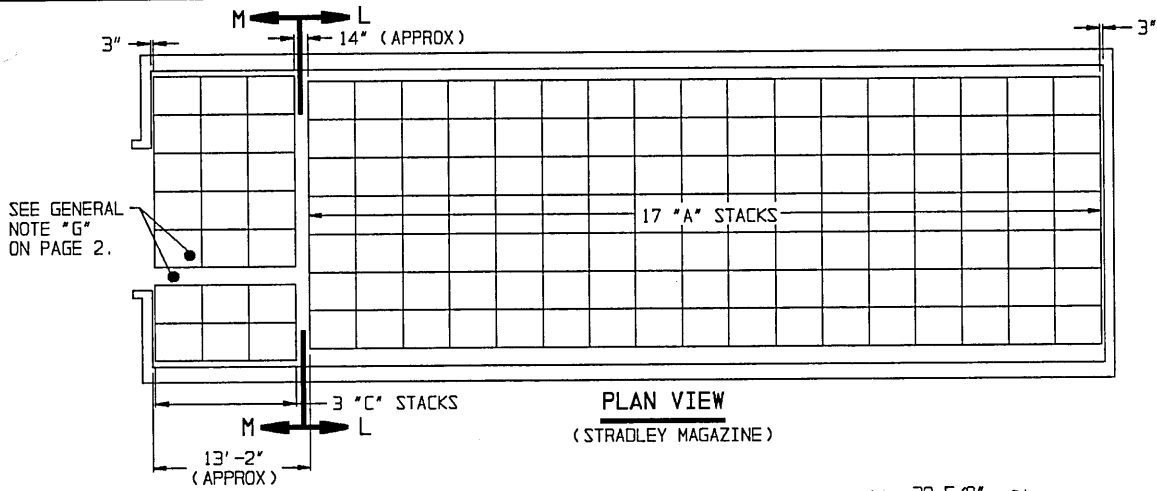 M L
3"
14" (APPROX)
3"
SEE GENERAL
NOTE "G"
ON PAGE 2.
17 "A" STACKS
3 "C" STACKS
M L
13'-2"
(APPROX)
PLAN VIEW
(STRADLEY MAGAZINE)